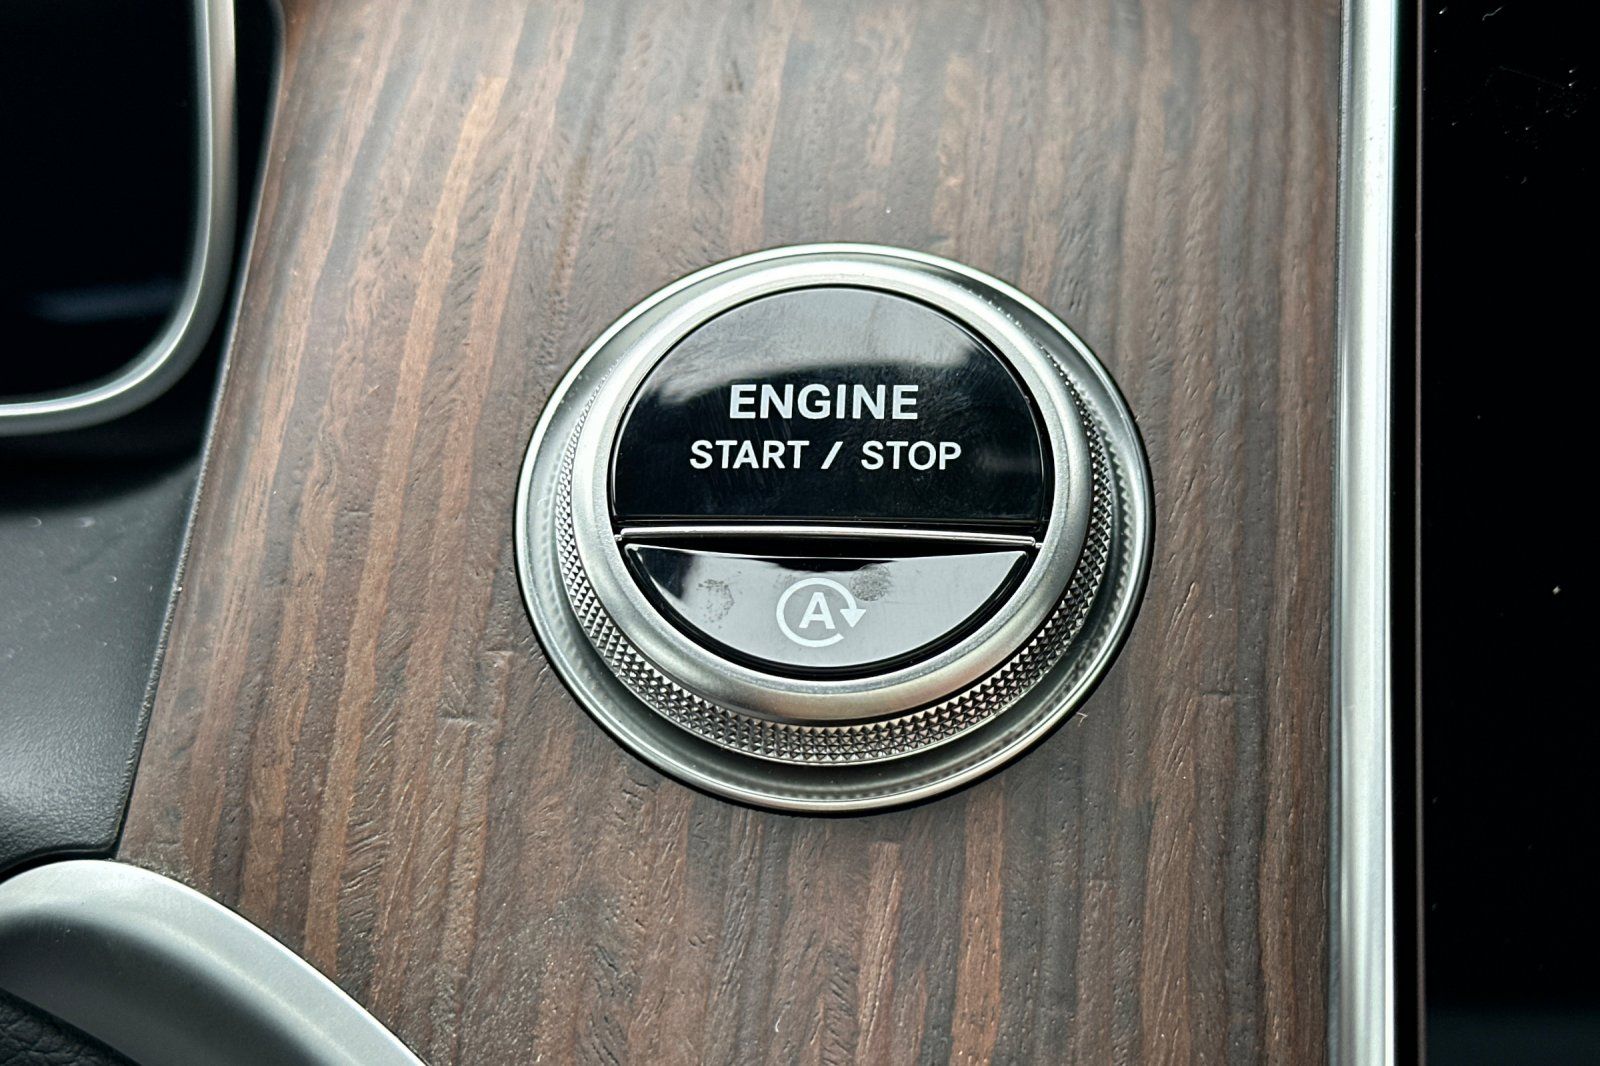 ENGINE
START / STOP
A